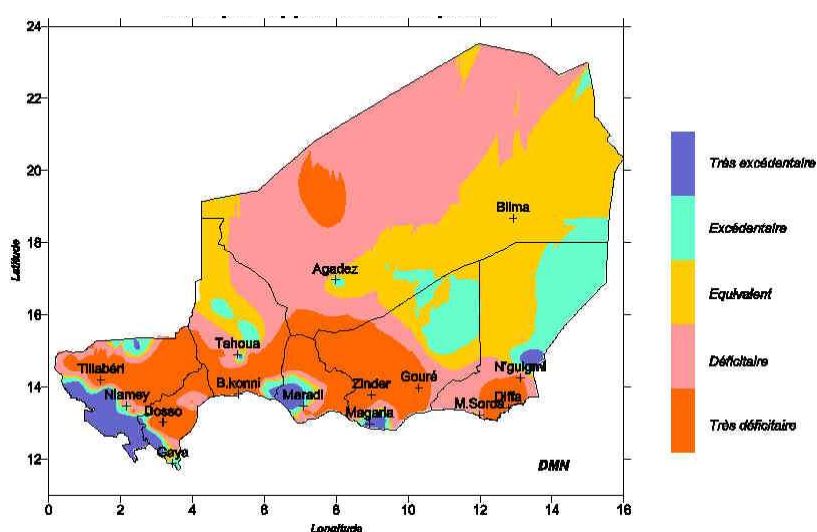 24
22
20
18
16
14
12
Latitude
0 2 4 6 8 10 12 14 16
Longitude
Bilma
Agadez
Tahoua
N'guigmi
Tillabéri
B.konni
Zinder
Gouré
Niamey
Maradi
Diffa
Dosso
Magaria
M.Soroa
Gaya
DMN
Très excédentaire
Excédentaire
Equivalent
Déficitaire
Très déficitaire